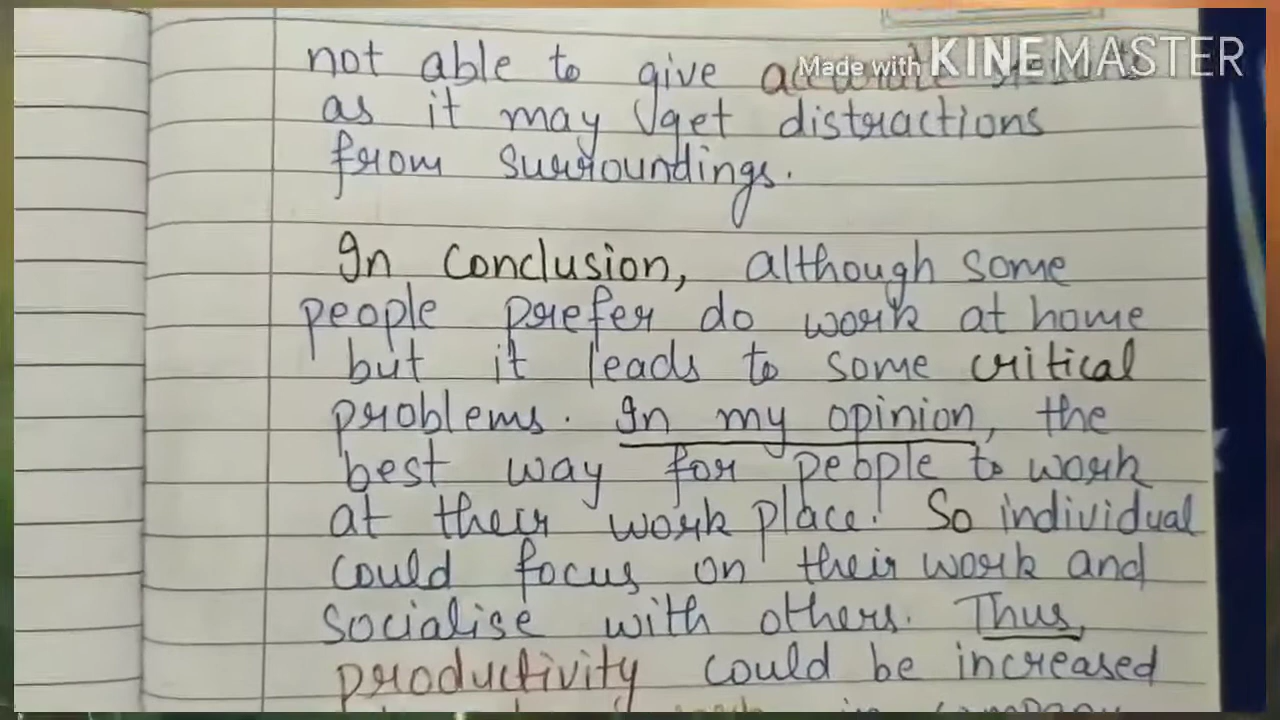 not able to give accurate
Made with KINEMASTER
as it may get distractions
from surroundings.
In conclusion, although some
people prefer do work at home
but it leads to some critical
problems. In my opinion, the
best way for people to work
at their work place. So individual
could focus on their work and
socialise with others. Thus,
productivity could be increased
in company